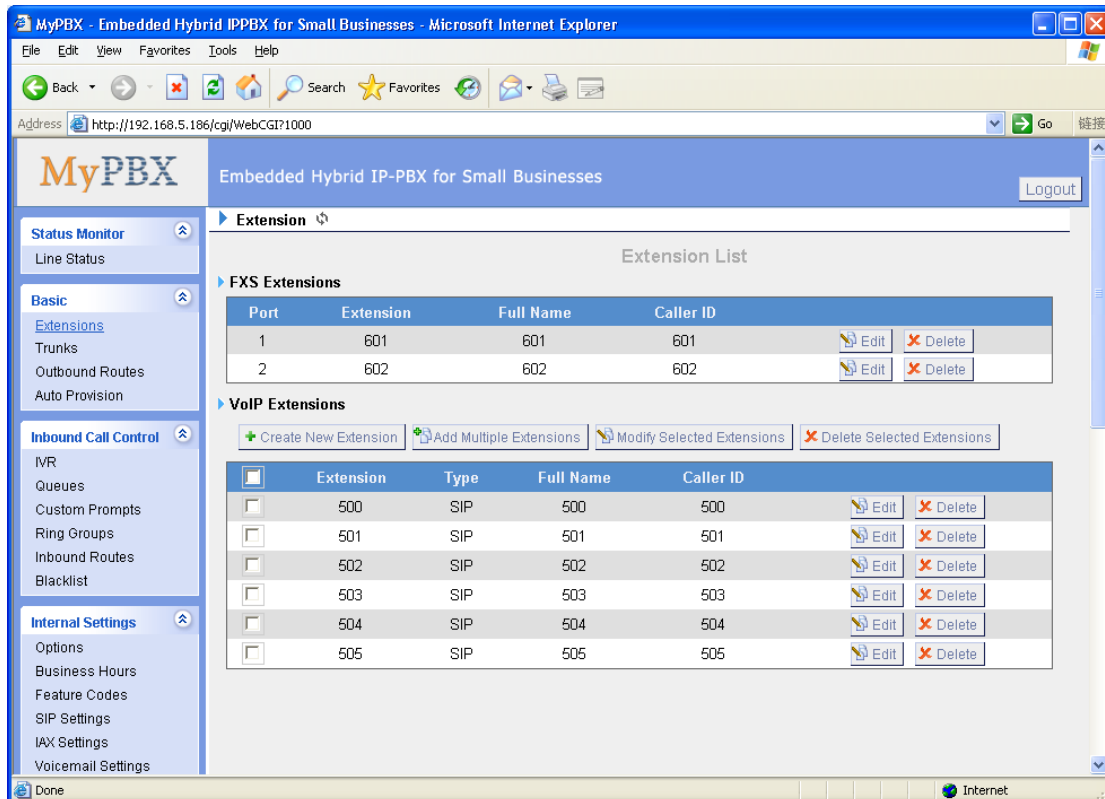 MyPBX - Embedded Hybrid IPPBX for Small Businesses - Microsoft Internet Explorer
File Edit View Favorites Tools Help
Back Search Favorites
Address http://192.168.5.186/cgi/WebCGI?1000 Go 链接
MyPBX
Embedded Hybrid IP-PBX for Small Businesses
Logout
Status Monitor
Line Status
Basic
Extensions
Trunks
Outbound Routes
Auto Provision
Inbound Call Control
IVR
Queues
Custom Prompts
Ring Groups
Inbound Routes
Blacklist
Internal Settings
Options
Business Hours
Feature Codes
SIP Settings
IAX Settings
Voicemail Settings
Extension
Extension List
FXS Extensions
Port Extension Full Name Caller ID
1 601 601 601 Edit Delete
2 602 602 602 Edit Delete
VoIP Extensions
Create New Extension Add Multiple Extensions Modify Selected Extensions Delete Selected Extensions
Extension Type Full Name Caller ID
500 SIP 500 500 Edit Delete
501 SIP 501 501 Edit Delete
502 SIP 502 502 Edit Delete
503 SIP 503 503 Edit Delete
504 SIP 504 504 Edit Delete
505 SIP 505 505 Edit Delete
Done Internet